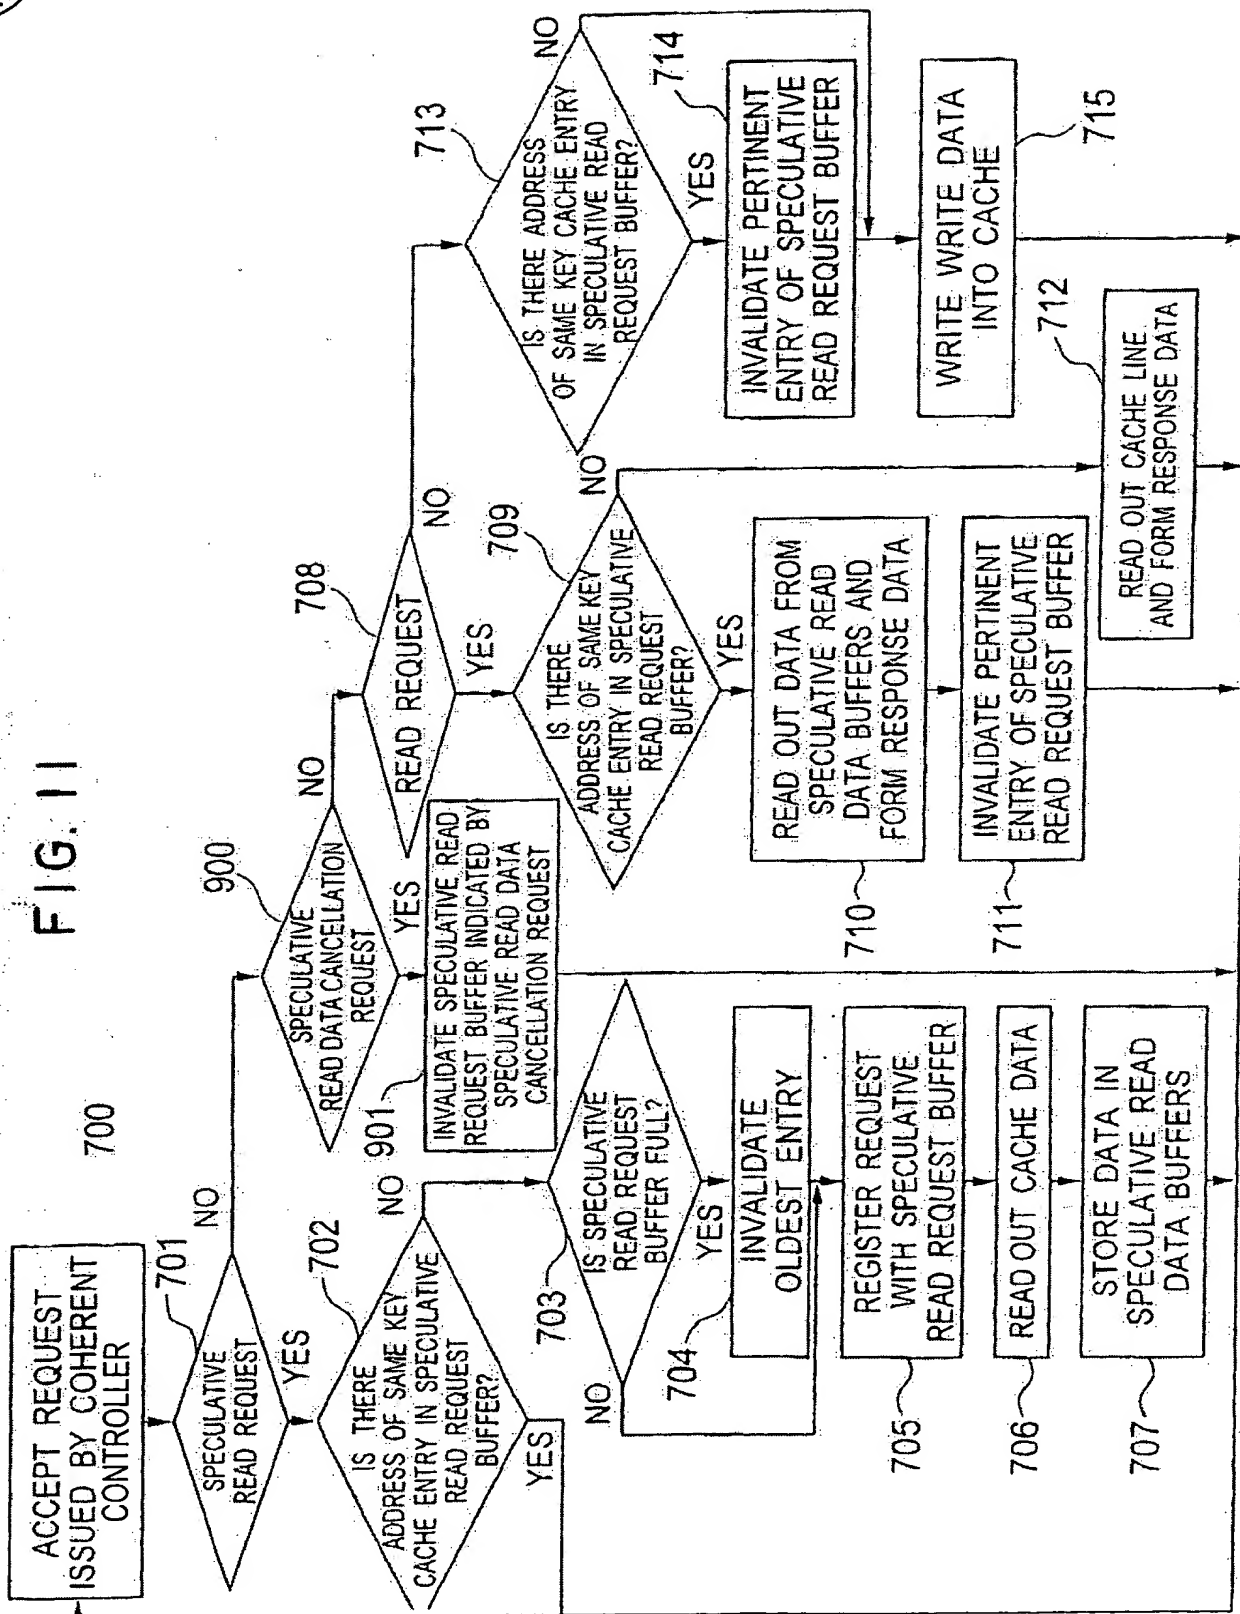 FIG. 11
700
ACCEPT REQUEST
ISSUED BY COHERENT
CONTROLLER
701
SPECULATIVE
READ REQUEST
NO
YES
702
IS THERE
ADDRESS OF SAME KEY
CACHE ENTRY IN SPECULATIVE
READ REQUEST
BUFFER?
NO
YES
703
IS SPECULATIVE
READ REQUEST
BUFFER FULL?
NO
YES
704
INVALIDATE
OLDEST ENTRY
705
REGISTER REQUEST
WITH SPECULATIVE
READ REQUEST BUFFER
706
READ OUT CACHE DATA
707
STORE DATA IN
SPECULATIVE READ
DATA BUFFERS
900
SPECULATIVE
READ DATA CANCELLATION
REQUEST
NO
YES
901
INVALIDATE SPECULATIVE READ
REQUEST BUFFER INDICATED BY
SPECULATIVE READ DATA
CANCELLATION REQUEST
708
READ REQUEST
NO
YES
709
IS THERE
ADDRESS OF SAME KEY
CACHE ENTRY IN SPECULATIVE
READ REQUEST
BUFFER?
NO
YES
710
READ OUT DATA FROM
SPECULATIVE READ
DATA BUFFERS AND
FORM RESPONSE DATA
711
INVALIDATE PERTINENT
ENTRY OF SPECULATIVE
READ REQUEST BUFFER
712
READ OUT CACHE LINE
AND FORM RESPONSE DATA
713
IS THERE ADDRESS
OF SAME KEY CACHE ENTRY
IN SPECULATIVE READ
REQUEST BUFFER?
NO
YES
714
INVALIDATE PERTINENT
ENTRY OF SPECULATIVE
READ REQUEST BUFFER
715
WRITE WRITE DATA
INTO CACHE